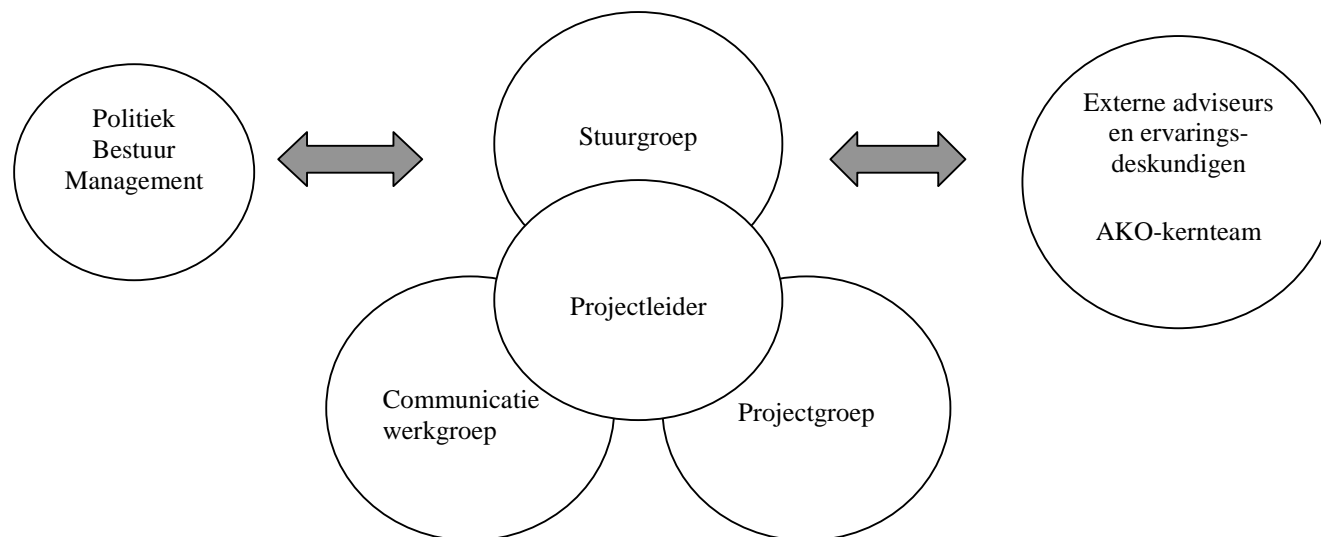 Politiek
Bestuur
Management
Stuurgroep
Externe adviseurs
en ervarings-
deskundigen
AKO-kernteam
Projectleider
Communicatie
werkgroep
Projectgroep